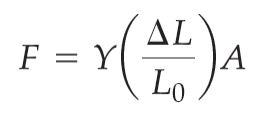 F = Y(ΔL/L₀)A